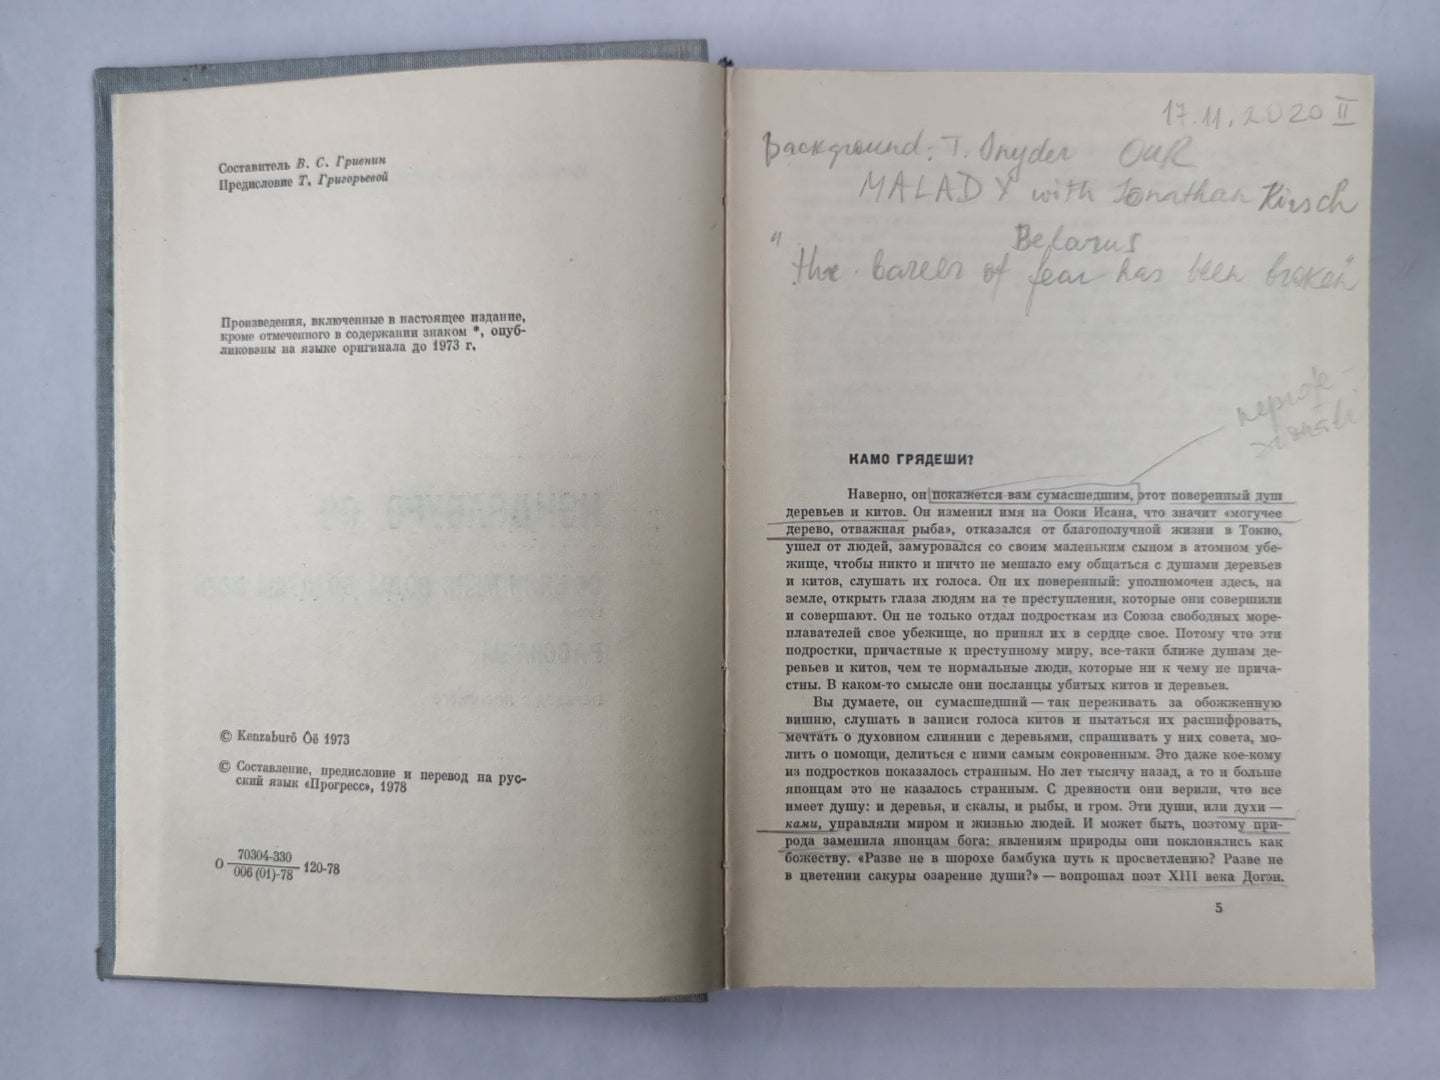 Составитель В. С. Гривнин
Предисловие Т. Григорьевой
Произведения, включенные в настоящее издание,
кроме отмеченного в содержании знаком *, опуб-
ликованы на языке оригинала до 1973 г.
© Kenzaburô Ôë 1973
© Составление, предисловие и перевод на рус-
ский язык «Прогресс», 1978
О 70304-330
006 (01)-78 120-78
17.11.2020 II
Background: T. Snyder OUR
MALADY with Jonathan Kirsch
Belarus
"the bareer of fear has been broken"
КАМО ГРЯДЕШИ?
Наверно, он покажется вам сумасшедшим, этот поверенный душ
деревьев и китов. Он изменил имя на Ооки Исана, что значит «могучее
дерево, отважная рыба», отказался от благополучной жизни в Токио,
ушел от людей, замуровался со своим маленьким сыном в атомном убе-
жище, чтобы никто и ничто не мешало ему общаться с душами деревьев
и китов, слушать их голоса. Он их поверенный: уполномочен здесь, на
земле, открыть глаза людям на те преступления, которые они совершили
и совершают. Он не только отдал подросткам из Союза свободных море-
плавателей свое убежище, но принял их в сердце свое. Потому что эти
подростки, причастные к преступному миру, все-таки ближе душам де-
ревьев и китов, чем те нормальные люди, которые ни к чему не прича-
стны. В каком-то смысле они посланцы убитых китов и деревьев.
Вы думаете, он сумасшедший — так переживать за обожженную
вишню, слушать в записи голоса китов и пытаться их расшифровать,
мечтать о духовном слиянии с деревьями, спрашивать у них совета, мо-
лить о помощи, делиться с ними самым сокровенным. Это даже кое-кому
из подростков показалось странным. Но лет тысячу назад, а то и больше
японцам это не казалось странным. С древности они верили, что все
имеет душу: и деревья, и скалы, и рыбы, и гром. Эти души, или духи —
ками, управляли миром и жизнью людей. И может быть, поэтому при-
рода заменила японцам бога: явлениям природы они поклонялись как
божеству. «Разве не в шорохе бамбука путь к просветлению? Разве не
в цветении сакуры озарение души?» — вопрошал поэт XIII века Догэн.
5